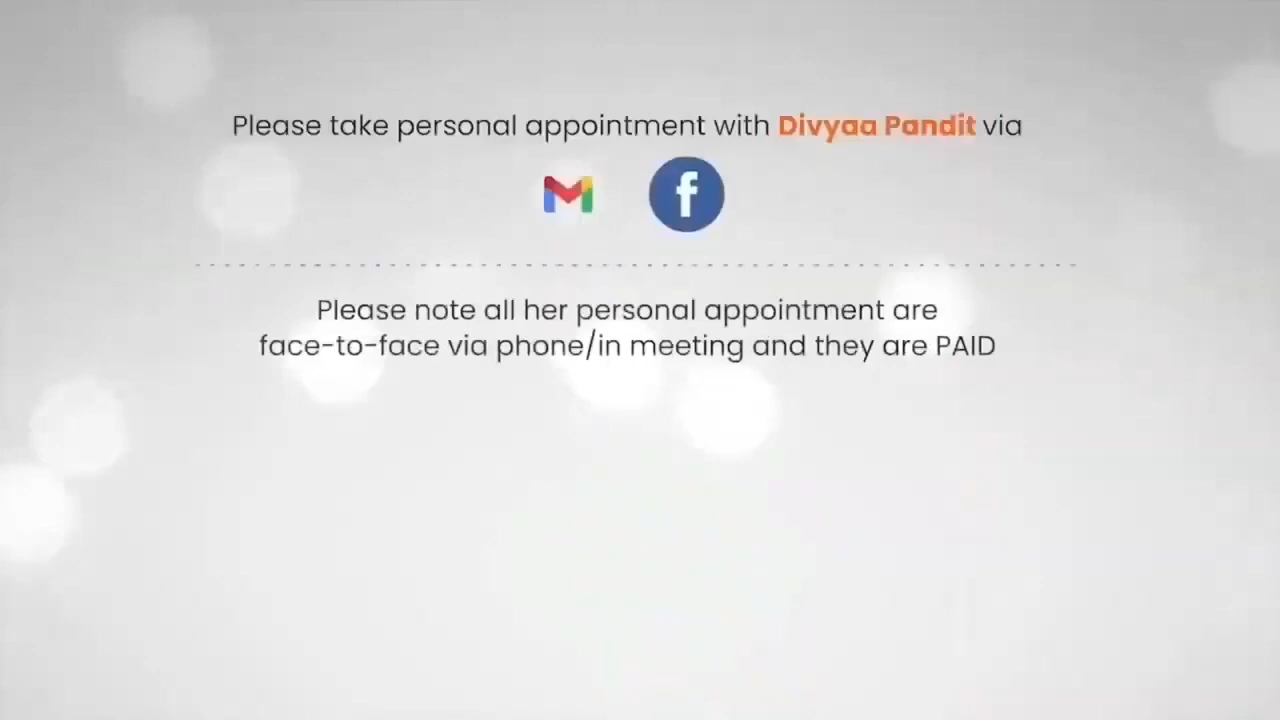 Please take personal appointment with Divyaa Pandit via
Please note all her personal appointment are
face-to-face via phone/in meeting and they are PAID